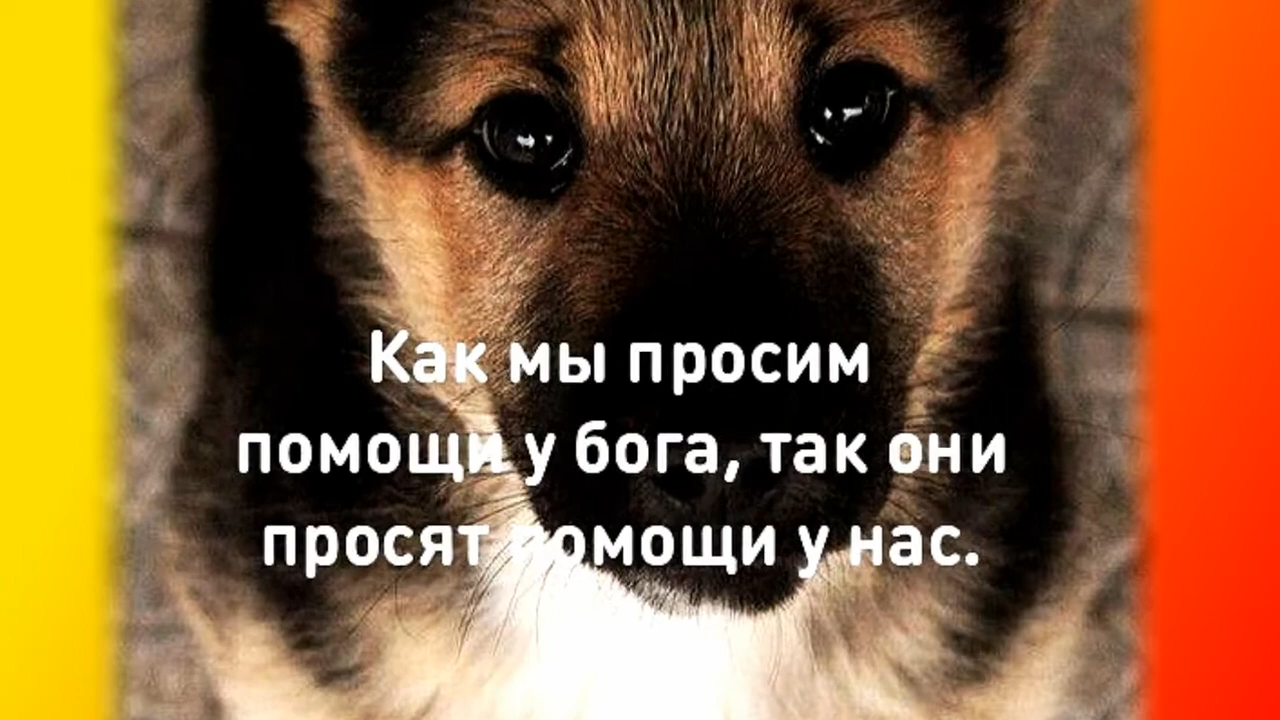 Как мы просим
помощи у бога, так они
просят помощи у нас.